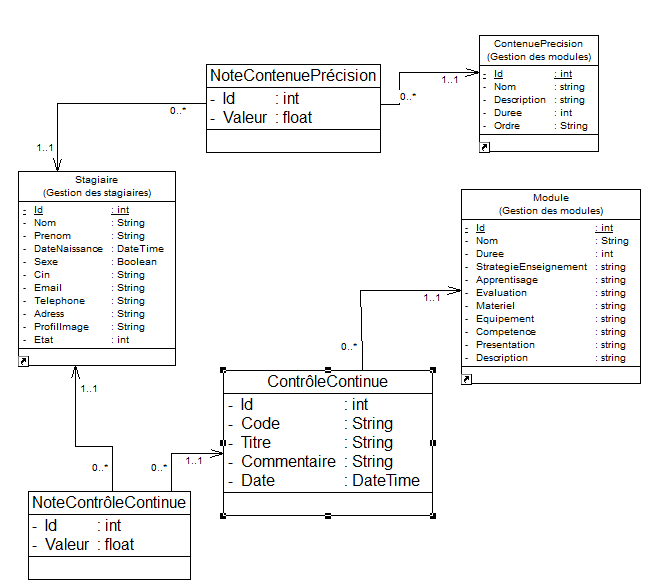 ContenuePrecision
(Gestion des modules)
- Id : int
- Nom : string
- Description : string
- Duree : int
- Ordre : String
NoteContenuePrécision
- Id : int
- Valeur : float
0..*
1..1
0..*
1..1
Stagiaire
(Gestion des stagiaires)
- Id : int
- Nom : String
- Prenom : String
- DateNaissance : DateTime
- Sexe : Boolean
- Cin : String
- Email : String
- Telephone : String
- Adress : String
- ProfilImage : String
- Etat : int
Module
(Gestion des modules)
- Id : int
- Nom : String
- Duree : int
- StrategieEnseignement : string
- Apprentisage : string
- Evaluation : string
- Materiel : string
- Equipement : string
- Competence : string
- Presentation : string
- Description : string
1..1
0..*
ContrôleContinue
- Id : int
- Code : String
- Titre : String
- Commentaire : String
- Date : DateTime
1..1
0..*
0..*
1..1
NoteContrôleContinue
- Id : int
- Valeur : float